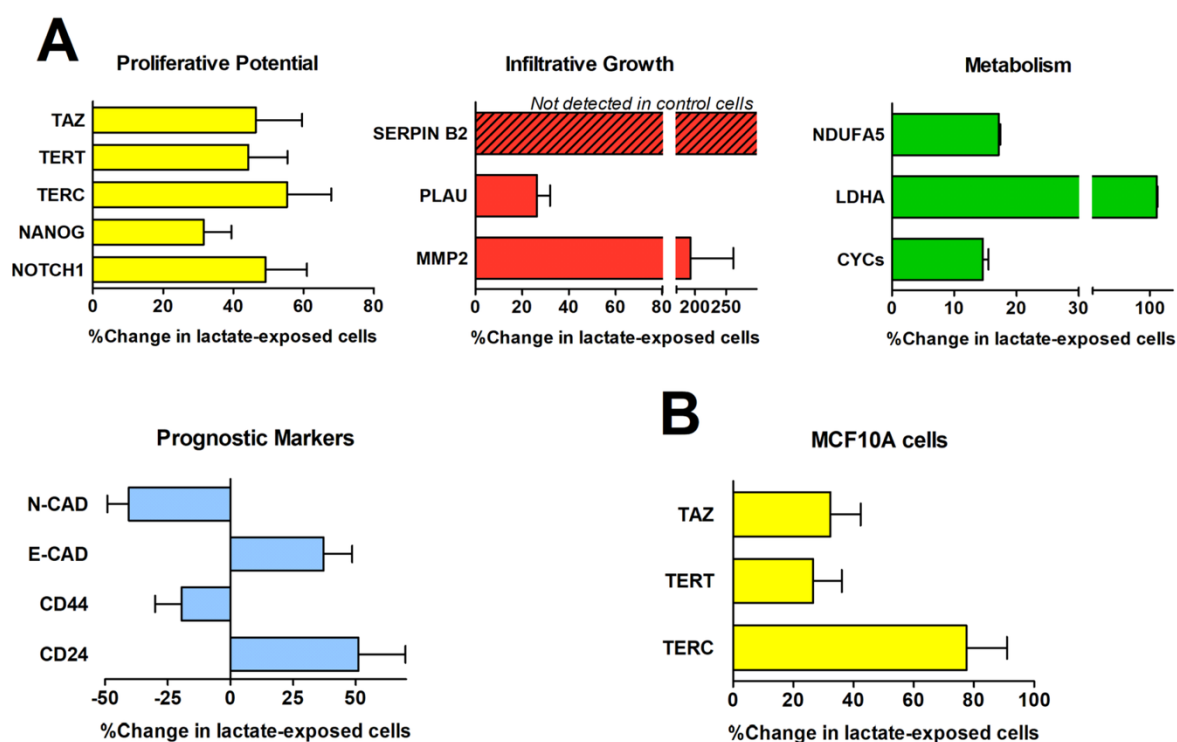 A
Proliferative Potential
TAZ
TERT
TERC
NANOG
NOTCH1
0 20 40 60 80
%Change in lactate-exposed cells
Infiltrative Growth
Not detected in control cells
SERPIN B2
PLAU
MMP2
0 20 40 60 80 200 250
%Change in lactate-exposed cells
Metabolism
NDUFA5
LDHA
CYCs
0 10 20 30 100
%Change in lactate-exposed cells
Prognostic Markers
N-CAD
E-CAD
CD44
CD24
-50 -25 0 25 50
%Change in lactate-exposed cells
B
MCF10A cells
TAZ
TERT
TERC
0 20 40 60 80 100
%Change in lactate-exposed cells